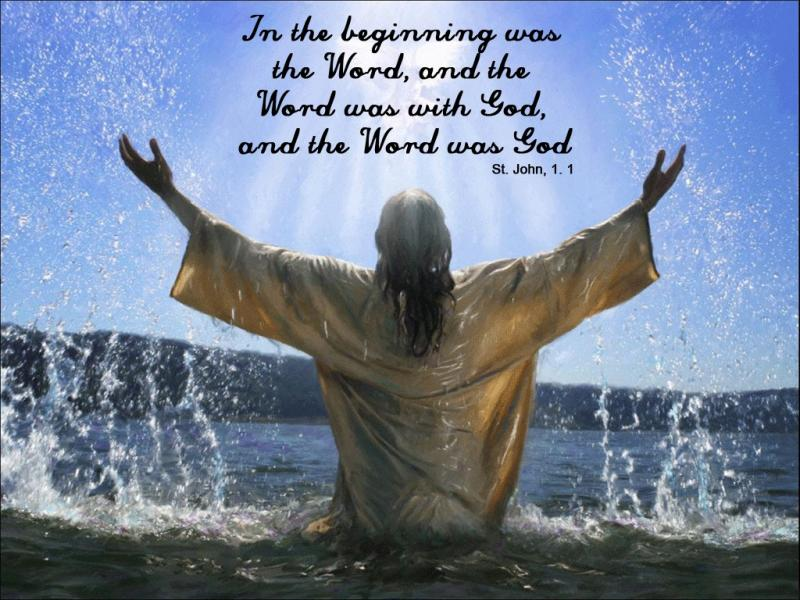 In the beginning was
the Word, and the
Word was with God,
and the Word was God
St. John, 1. 1